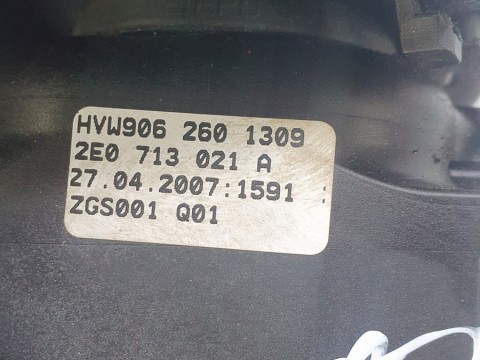 HVW906 260 1309
2E0 713 021 A
27.04.2007:1591 :
ZGS001 Q01